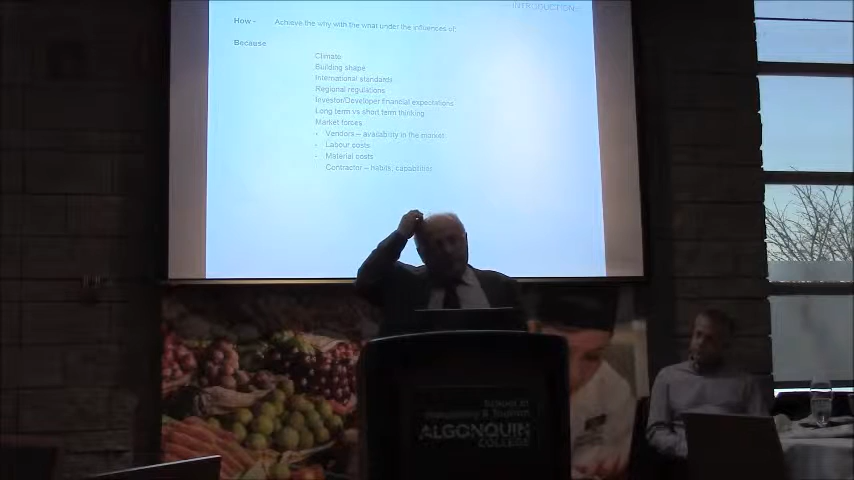 INTRODUCTION
How - Achieve the why with the what under the influences of:
Because
Climate
Building shape
International standards
Regional regulations
Investor/Developer financial expectations
Long term vs short term thinking
Market forces
- Vendors – availability in the market
- Labour costs
- Material costs
Contractor – habits, capabilities
School of
Hospitality & Tourism
ALGONQUIN
COLLEGE